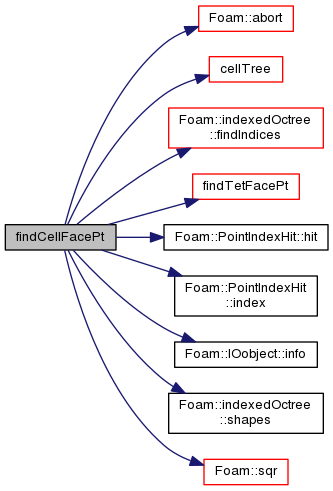 Foam::abort
cellTree
Foam::indexedOctree
::findIndices
findTetFacePt
findCellFacePt
Foam::PointIndexHit::hit
Foam::PointIndexHit
::index
Foam::IOobject::info
Foam::indexedOctree
::shapes
Foam::sqr